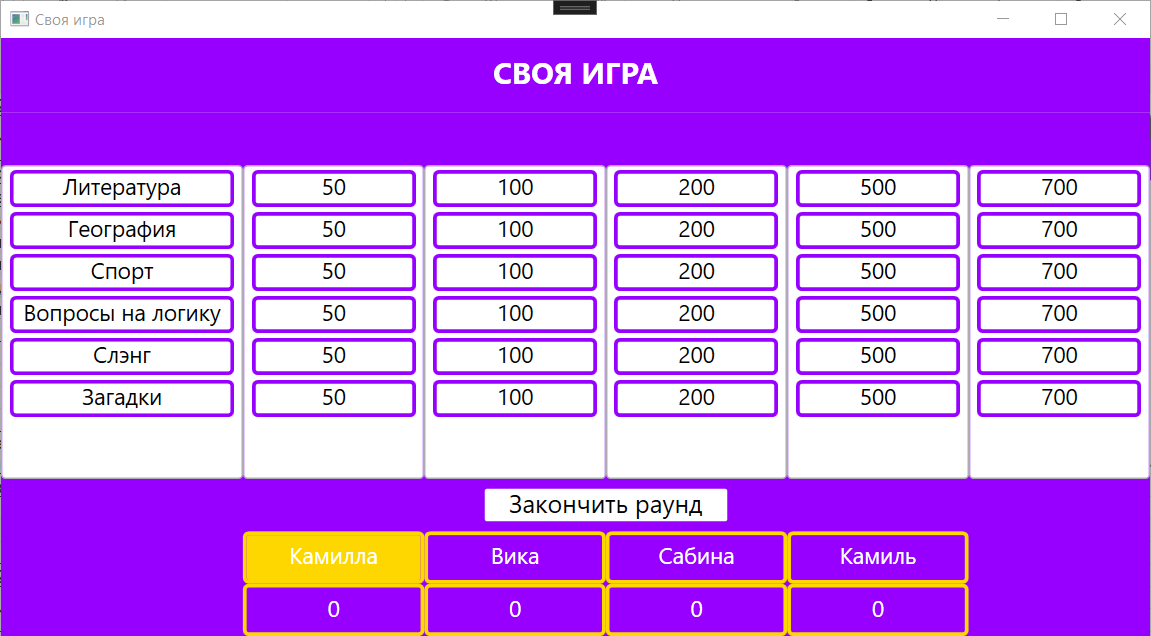 Своя игра
СВОЯ ИГРА
Литература 50 100 200 500 700
География 50 100 200 500 700
Спорт 50 100 200 500 700
Вопросы на логику 50 100 200 500 700
Слэнг 50 100 200 500 700
Загадки 50 100 200 500 700
Закончить раунд
Камилла Вика Сабина Камиль
0 0 0 0